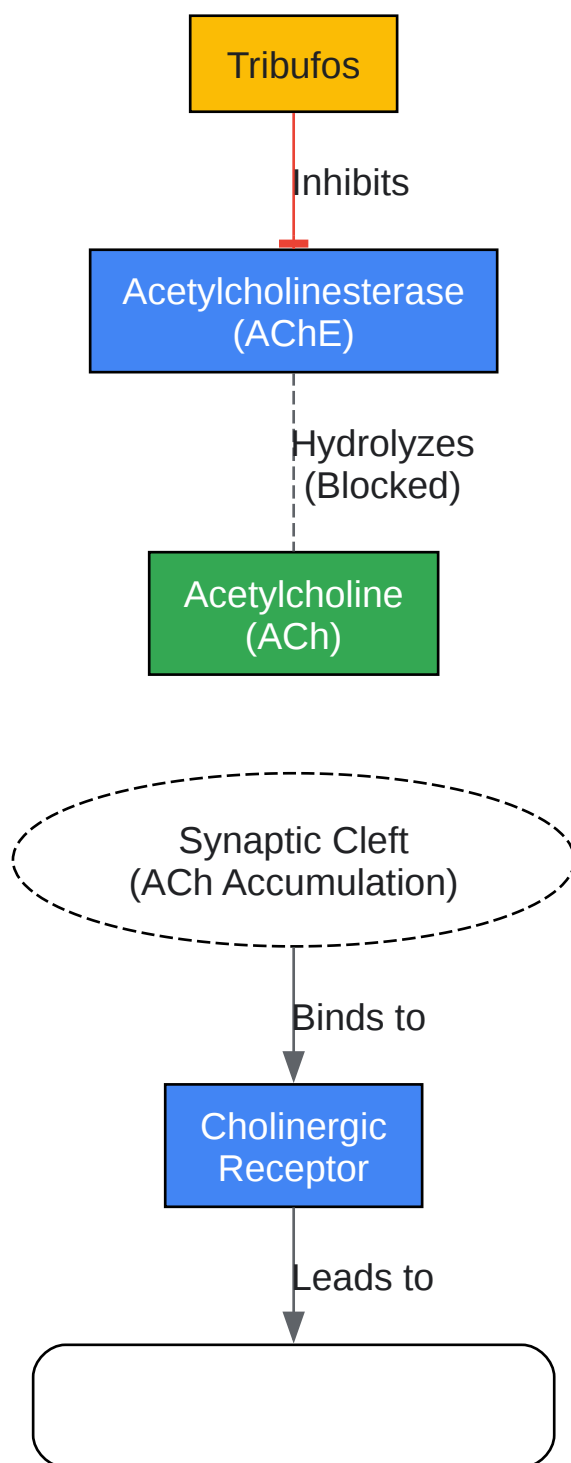 Tribufos
Inhibits
Acetylcholinesterase
(AChE)
Hydrolyzes
(Blocked)
Acetylcholine
(ACh)
Synaptic Cleft
(ACh Accumulation)
Binds to
Cholinergic
Receptor
Leads to